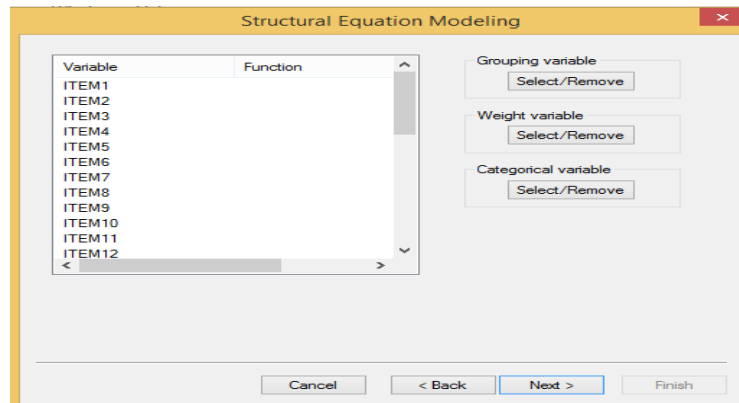 Structural Equation Modeling
Variable Function
ITEM1
ITEM2
ITEM3
ITEM4
ITEM5
ITEM6
ITEM7
ITEM8
ITEM9
ITEM10
ITEM11
ITEM12
Grouping variable
Select/Remove
Weight variable
Select/Remove
Categorical variable
Select/Remove
Cancel < Back Next > Finish